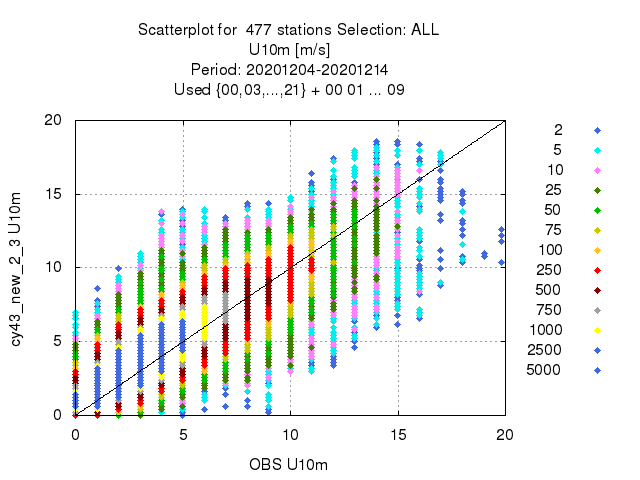 Scatterplot for 477 stations Selection: ALL
U10m [m/s]
Period: 20201204-20201214
Used {00,03,...,21} + 00 01 ... 09
20
15
10
5
0
0 5 10 15 20
cy43_new_2_3 U10m
OBS U10m
2
5
10
25
50
75
100
250
500
750
1000
2500
5000